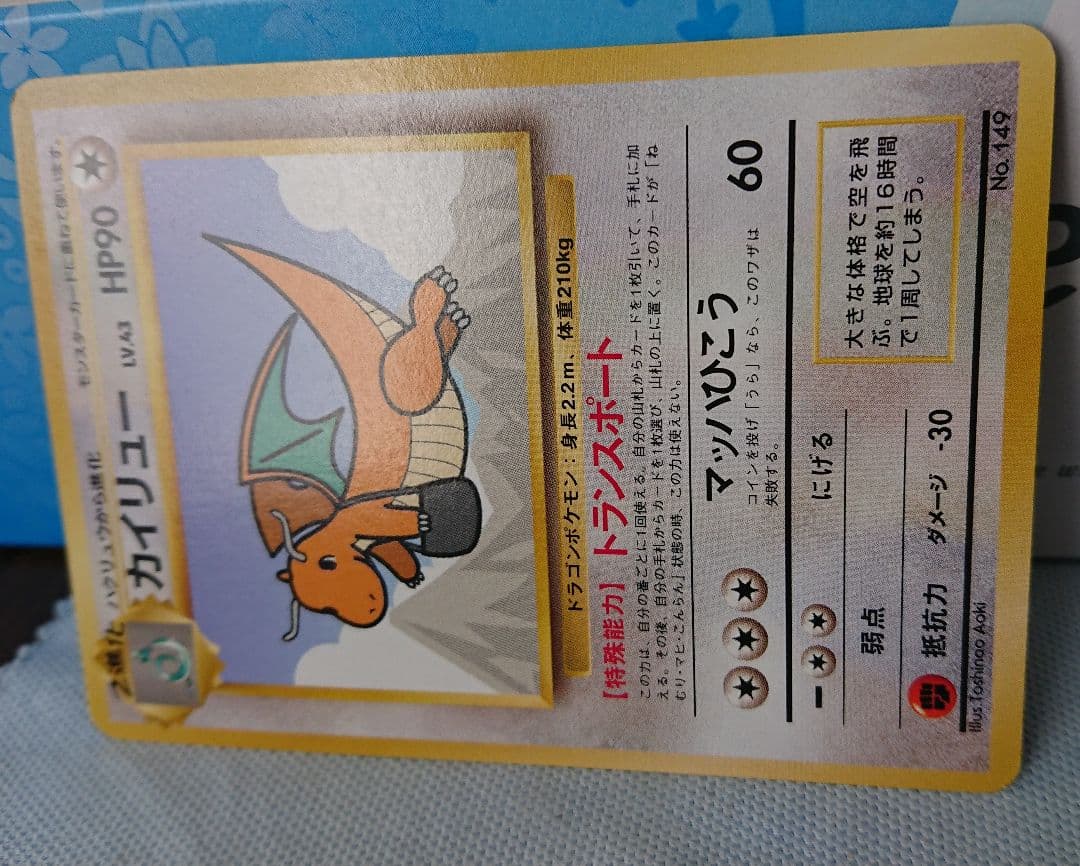 2進化 ハクリュウから進化
モンスターカードに重ねて使います。
カイリュー LV.43 HP90
ドラゴンポケモン：身長2.2m、体重210kg
【特殊能力】トランスポート
この力は、自分の番ごとに1回使える。自分の山札からカードを1枚引いて、手札に加
える。その後、自分の手札からカードを1枚選び、山札の上に置く。このカードが「ね
むり・マヒ・こんらん」状態の時、この力は使えない。
マッハひこう 60
コインを投げ「うら」なら、このワザは
失敗する。
ー にげる
弱点
抵抗力 ダメージ -30
大きな体格で空を飛
ぶ。地球を約16時間
で1周してしまう。
Illus.Toshinao Aoki
No.149